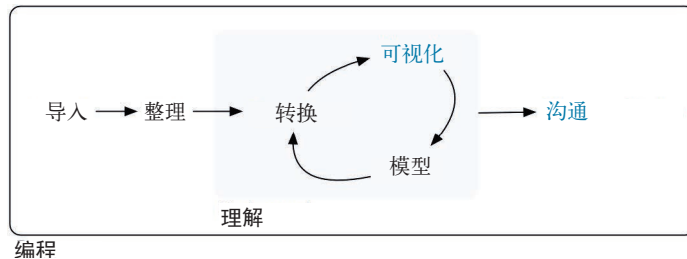 可视化
导入 整理 转换 沟通
模型
理解
编程